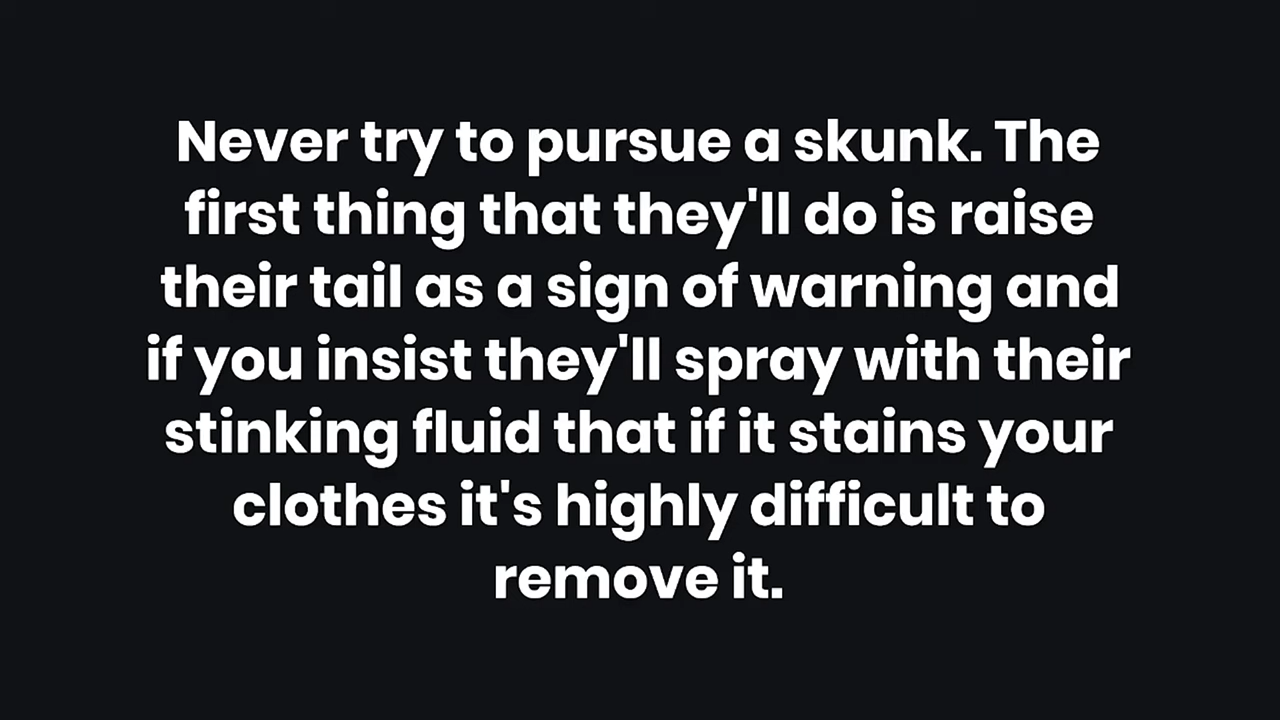 Never try to pursue a skunk. The
first thing that they'll do is raise
their tail as a sign of warning and
if you insist they'll spray with their
stinking fluid that if it stains your
clothes it's highly difficult to
remove it.